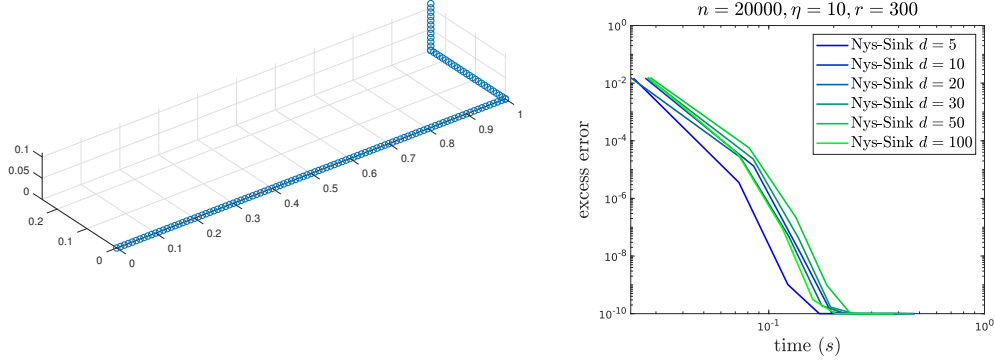 0.1
0.05
0
0.2
0.1
0
0
0.1
0.2
0.3
0.4
0.5
0.6
0.7
0.8
0.9
1
n = 20000, η = 10, r = 300
10^0
10^-2
10^-4
10^-6
10^-8
10^-10
excess error
Nys-Sink d = 5
Nys-Sink d = 10
Nys-Sink d = 20
Nys-Sink d = 30
Nys-Sink d = 50
Nys-Sink d = 100
10^-1
10^0
time (s)